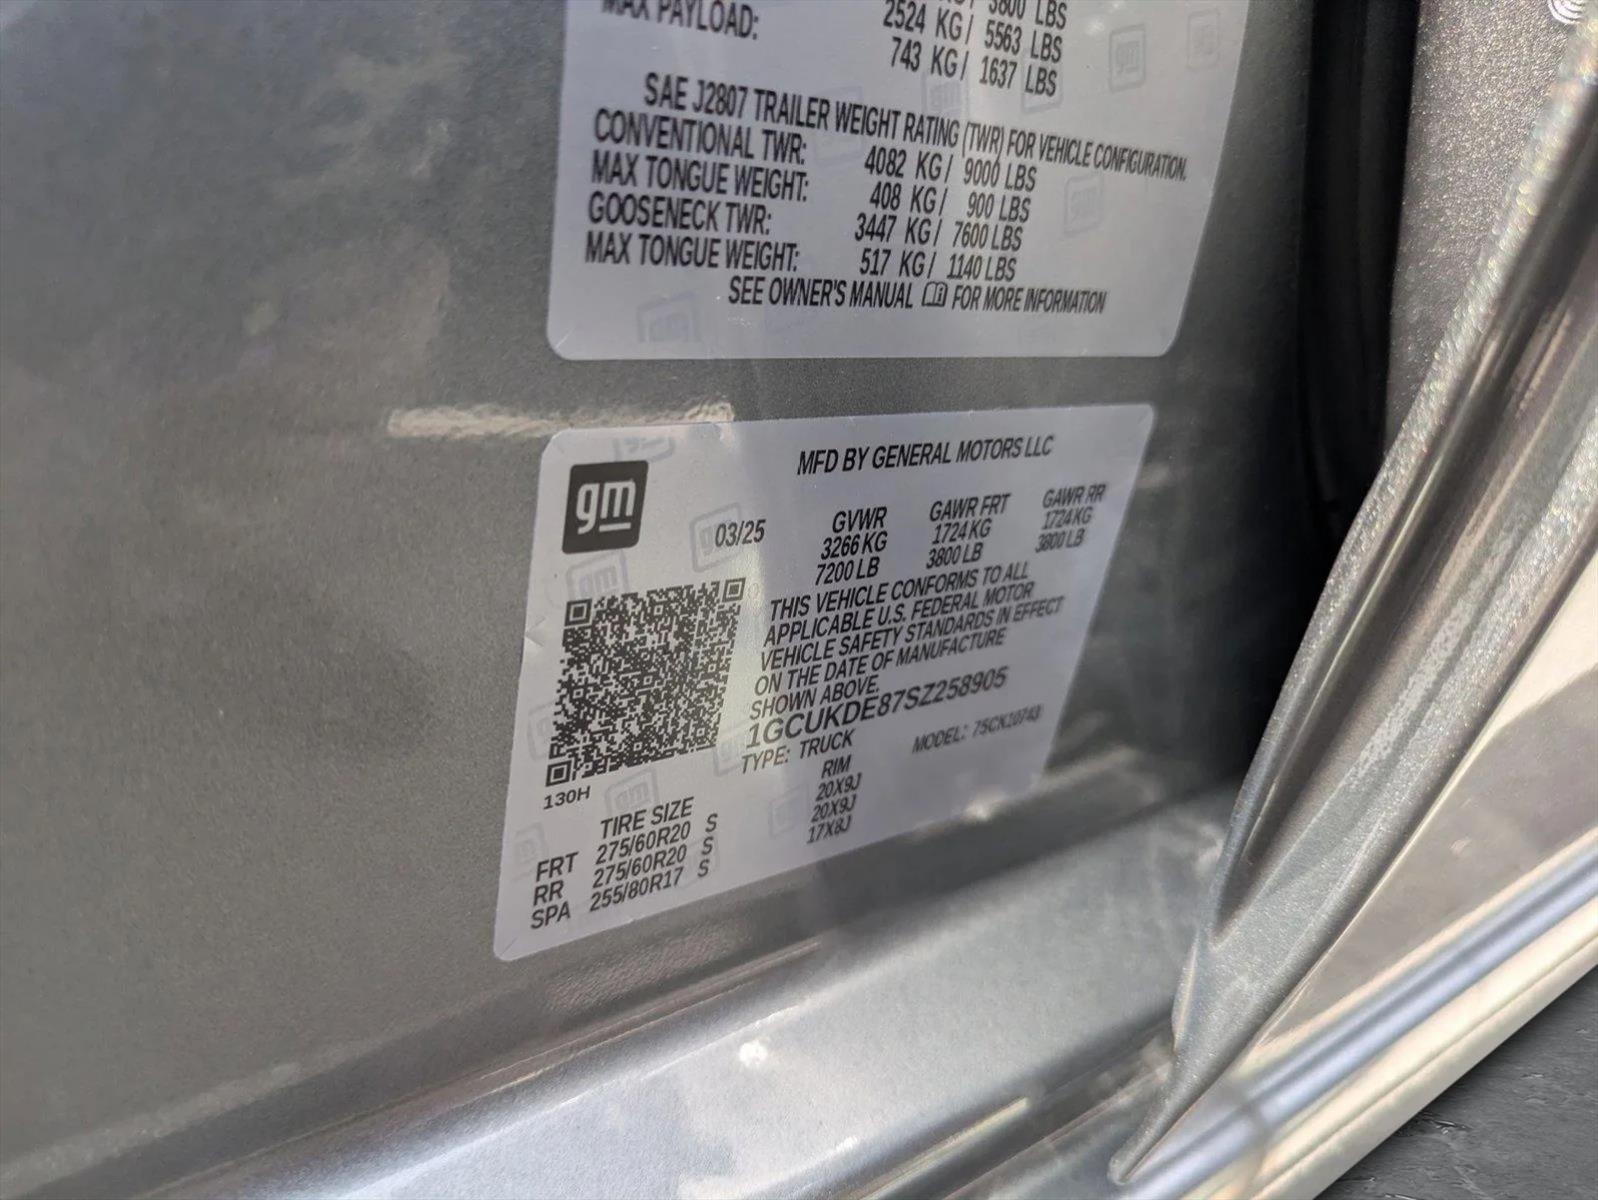 3800 LBS
MAX PAYLOAD: 2524 KG/ 5563 LBS
743 KG/ 1637 LBS
SAE J2807 TRAILER WEIGHT RATING (TWR) FOR VEHICLE CONFIGURATION.
CONVENTIONAL TWR: 4082 KG/ 9000 LBS
MAX TONGUE WEIGHT: 408 KG/ 900 LBS
GOOSENECK TWR: 3447 KG/ 7600 LBS
MAX TONGUE WEIGHT: 517 KG/ 1140 LBS
SEE OWNER'S MANUAL FOR MORE INFORMATION
gm
MFD BY GENERAL MOTORS LLC
03/25
GVWR GAWR FRT GAWR RR
3266 KG 1724 KG 1724 KG
7200 LB 3800 LB 3800 LB
THIS VEHICLE CONFORMS TO ALL
APPLICABLE U.S. FEDERAL MOTOR
VEHICLE SAFETY STANDARDS IN EFFECT
ON THE DATE OF MANUFACTURE
SHOWN ABOVE.
1GCUKDE87SZ258905
TYPE: TRUCK MODEL: 75CK10743
130H
TIRE SIZE RIM
FRT 275/60R20 S 20X9J
RR 275/60R20 S 20X9J
SPA 255/80R17 S 17X8J